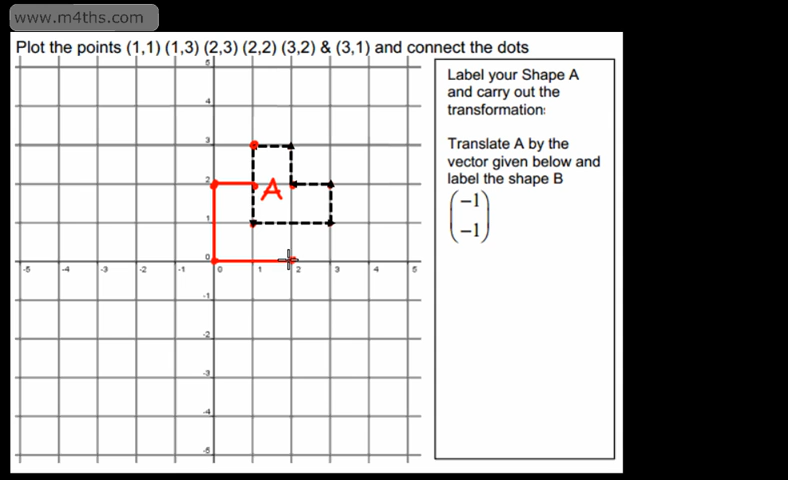 www.m4ths.com
Plot the points (1,1) (1,3) (2,3) (2,2) (3,2) & (3,1) and connect the dots
Label your Shape A
and carry out the
transformation:
Translate A by the
vector given below and
label the shape B
(−1
−1)
A
5
4
3
2
1
0
-5 -4 -3 -2 -1 0 1 2 3 4 5
-1
-2
-3
-4
-5